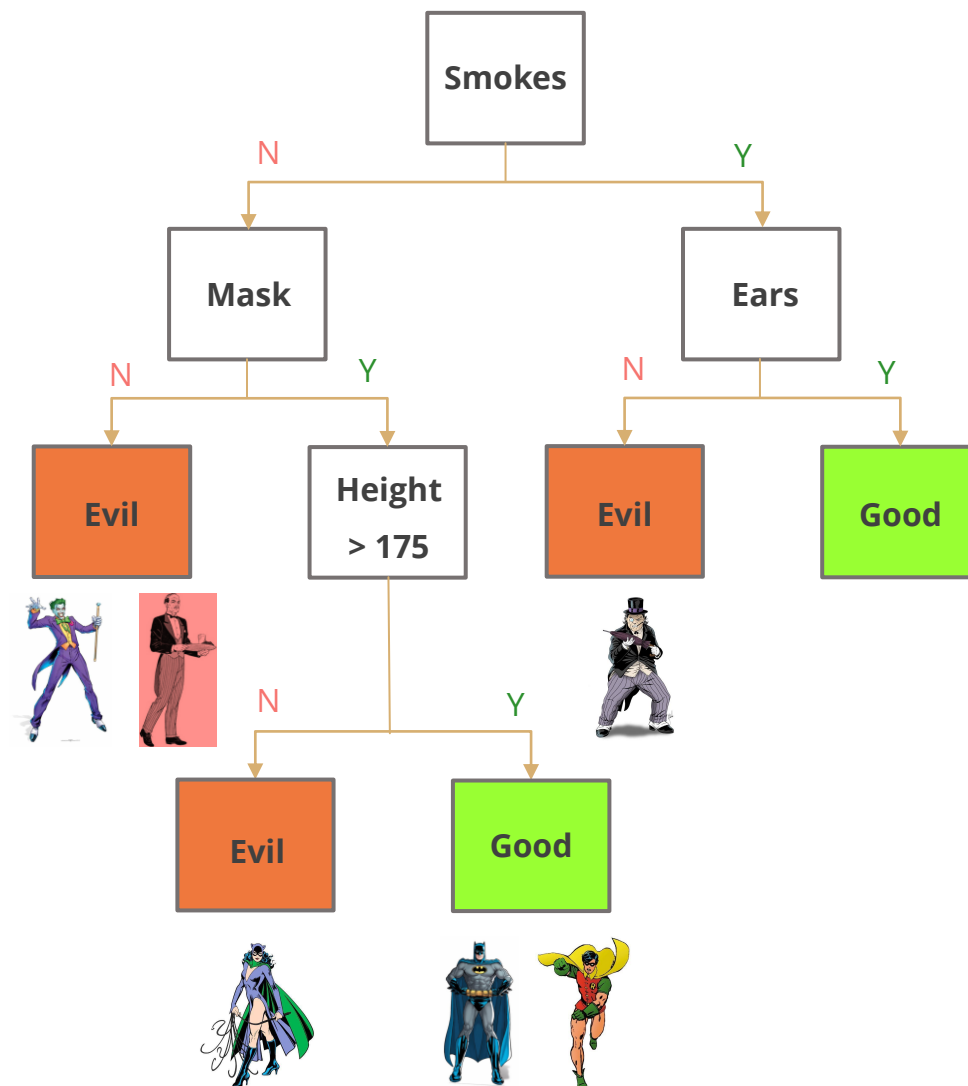 Smokes
N
Y
Mask
Ears
N
Y
N
Y
Evil
Height
> 175
Evil
Good
N
Y
Evil
Good